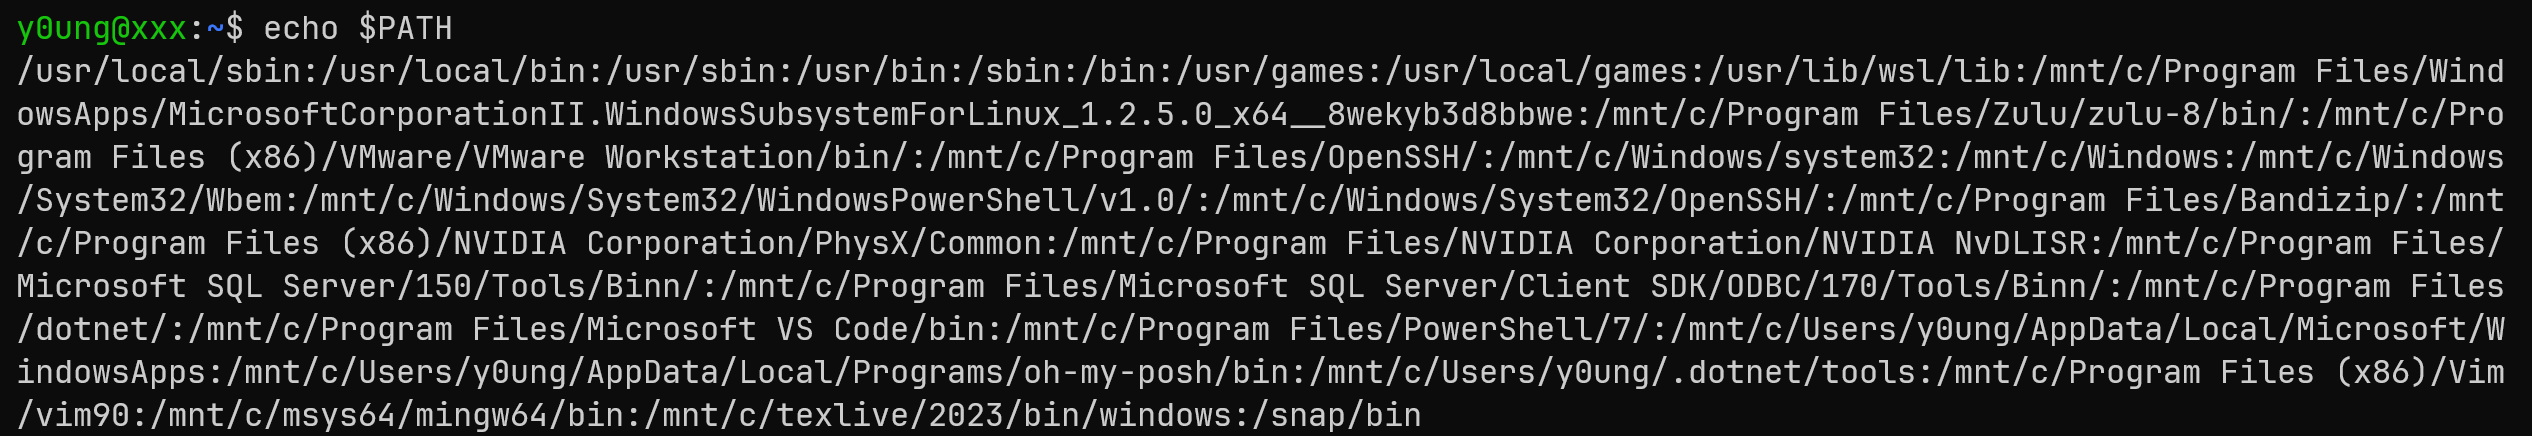 y0ung@xxx:~$ echo $PATH
/usr/local/sbin:/usr/local/bin:/usr/sbin:/usr/bin:/sbin:/bin:/usr/games:/usr/local/games:/usr/lib/wsl/lib:/mnt/c/Program Files/Wind
owsApps/MicrosoftCorporationII.WindowsSubsystemForLinux_1.2.5.0_x64__8wekyb3d8bbwe:/mnt/c/Program Files/Zulu/zulu-8/bin/:/mnt/c/Pro
gram Files (x86)/VMware/VMware Workstation/bin/:/mnt/c/Program Files/OpenSSH/:/mnt/c/Windows/system32:/mnt/c/Windows:/mnt/c/Windows
/System32/Wbem:/mnt/c/Windows/System32/WindowsPowerShell/v1.0/:/mnt/c/Windows/System32/OpenSSH/:/mnt/c/Program Files/Bandizip/:/mnt
/c/Program Files (x86)/NVIDIA Corporation/PhysX/Common:/mnt/c/Program Files/NVIDIA Corporation/NVIDIA NvDLISR:/mnt/c/Program Files/
Microsoft SQL Server/150/Tools/Binn/:/mnt/c/Program Files/Microsoft SQL Server/Client SDK/ODBC/170/Tools/Binn/:/mnt/c/Program Files
/dotnet/:/mnt/c/Program Files/Microsoft VS Code/bin:/mnt/c/Program Files/PowerShell/7/:/mnt/c/Users/y0ung/AppData/Local/Microsoft/W
indowsApps:/mnt/c/Users/y0ung/AppData/Local/Programs/oh-my-posh/bin:/mnt/c/Users/y0ung/.dotnet/tools:/mnt/c/Program Files (x86)/Vim
/vim90:/mnt/c/msys64/mingw64/bin:/mnt/c/texlive/2023/bin/windows:/snap/bin